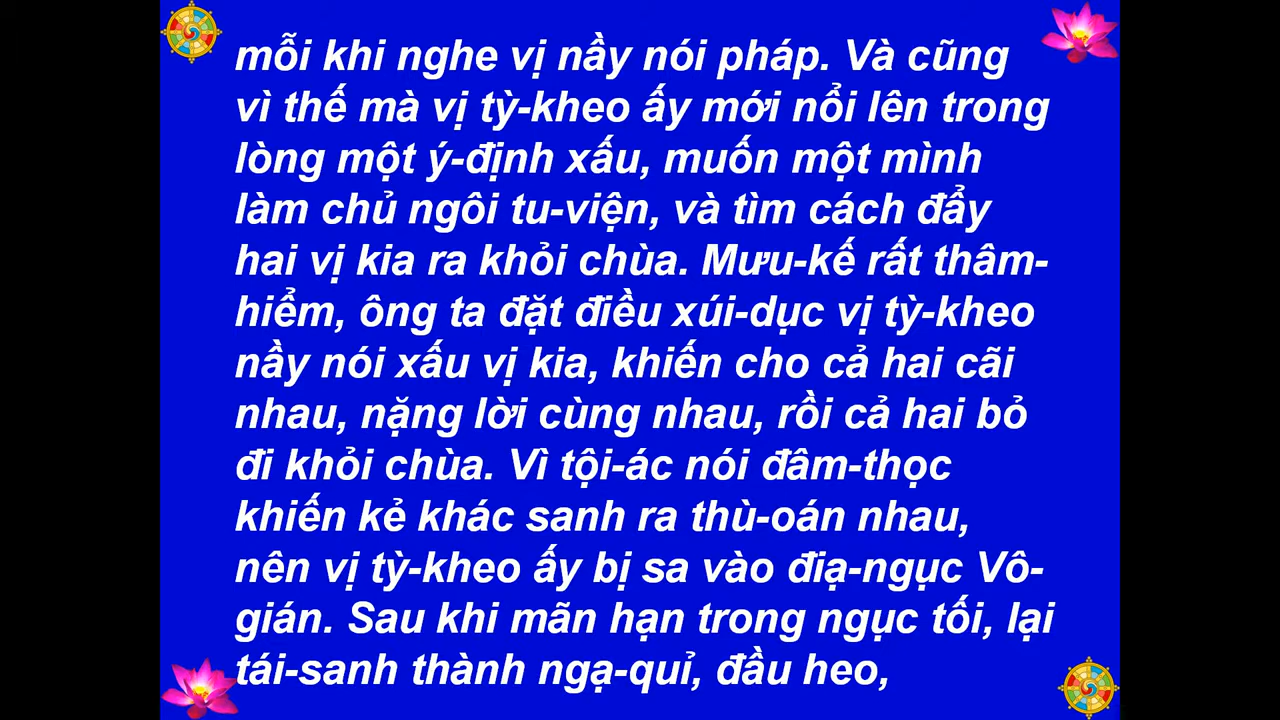 mỗi khi nghe vị nầy nói pháp. Và cũng
vì thế mà vị tỳ-kheo ấy mới nổi lên trong
lòng một ý-định xấu, muốn một mình
làm chủ ngôi tu-viện, và tìm cách đẩy
hai vị kia ra khỏi chùa. Mưu-kế rất thâm-
hiểm, ông ta đặt điều xúi-dục vị tỳ-kheo
nầy nói xấu vị kia, khiến cho cả hai cãi
nhau, nặng lời cùng nhau, rồi cả hai bỏ
đi khỏi chùa. Vì tội-ác nói đâm-thọc
khiến kẻ khác sanh ra thù-oán nhau,
nên vị tỳ-kheo ấy bị sa vào điạ-ngục Vô-
gián. Sau khi mãn hạn trong ngục tối, lại
tái-sanh thành ngạ-quỉ, đầu heo,